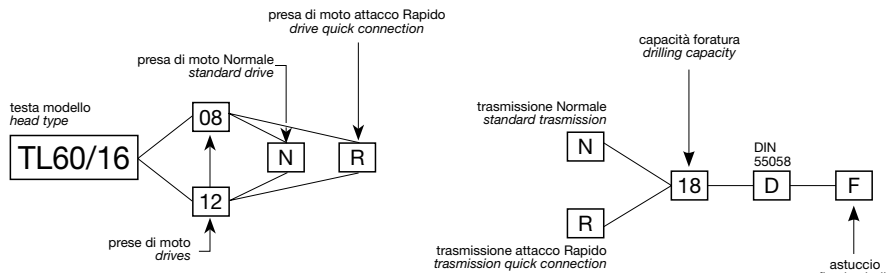 presa di moto attacco Rapido
drive quick connection
presa di moto Normale
standard drive
testa modello
head type
TL60/16
08
N
R
12
prese di moto
drives
capacità foratura
drilling capacity
trasmissione Normale
standard trasmission
N
18
DIN
55058
D
F
R
trasmissione attacco Rapido
trasmission quick connection
astuccio